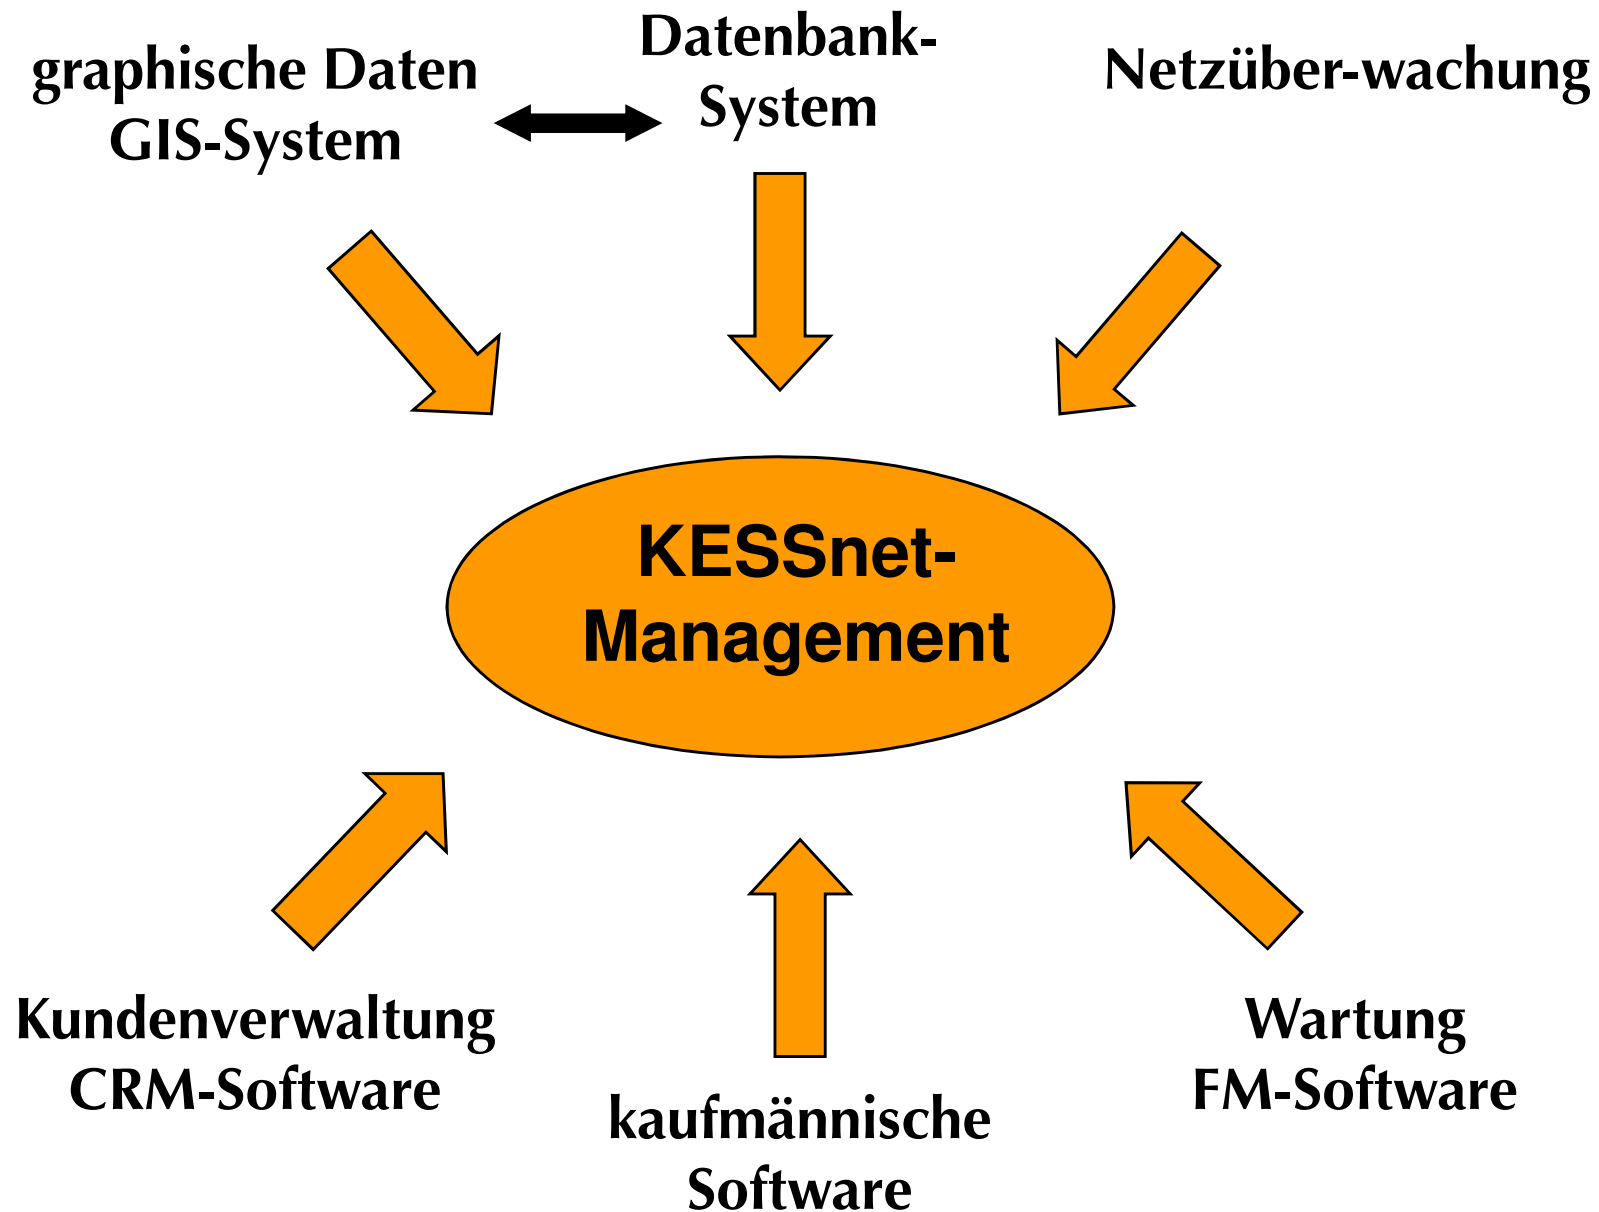 graphische Daten
GIS-System
Datenbank-
System
Netzüber-wachung
KESSnet-
Management
Kundenverwaltung
CRM-Software
kaufmännische
Software
Wartung
FM-Software